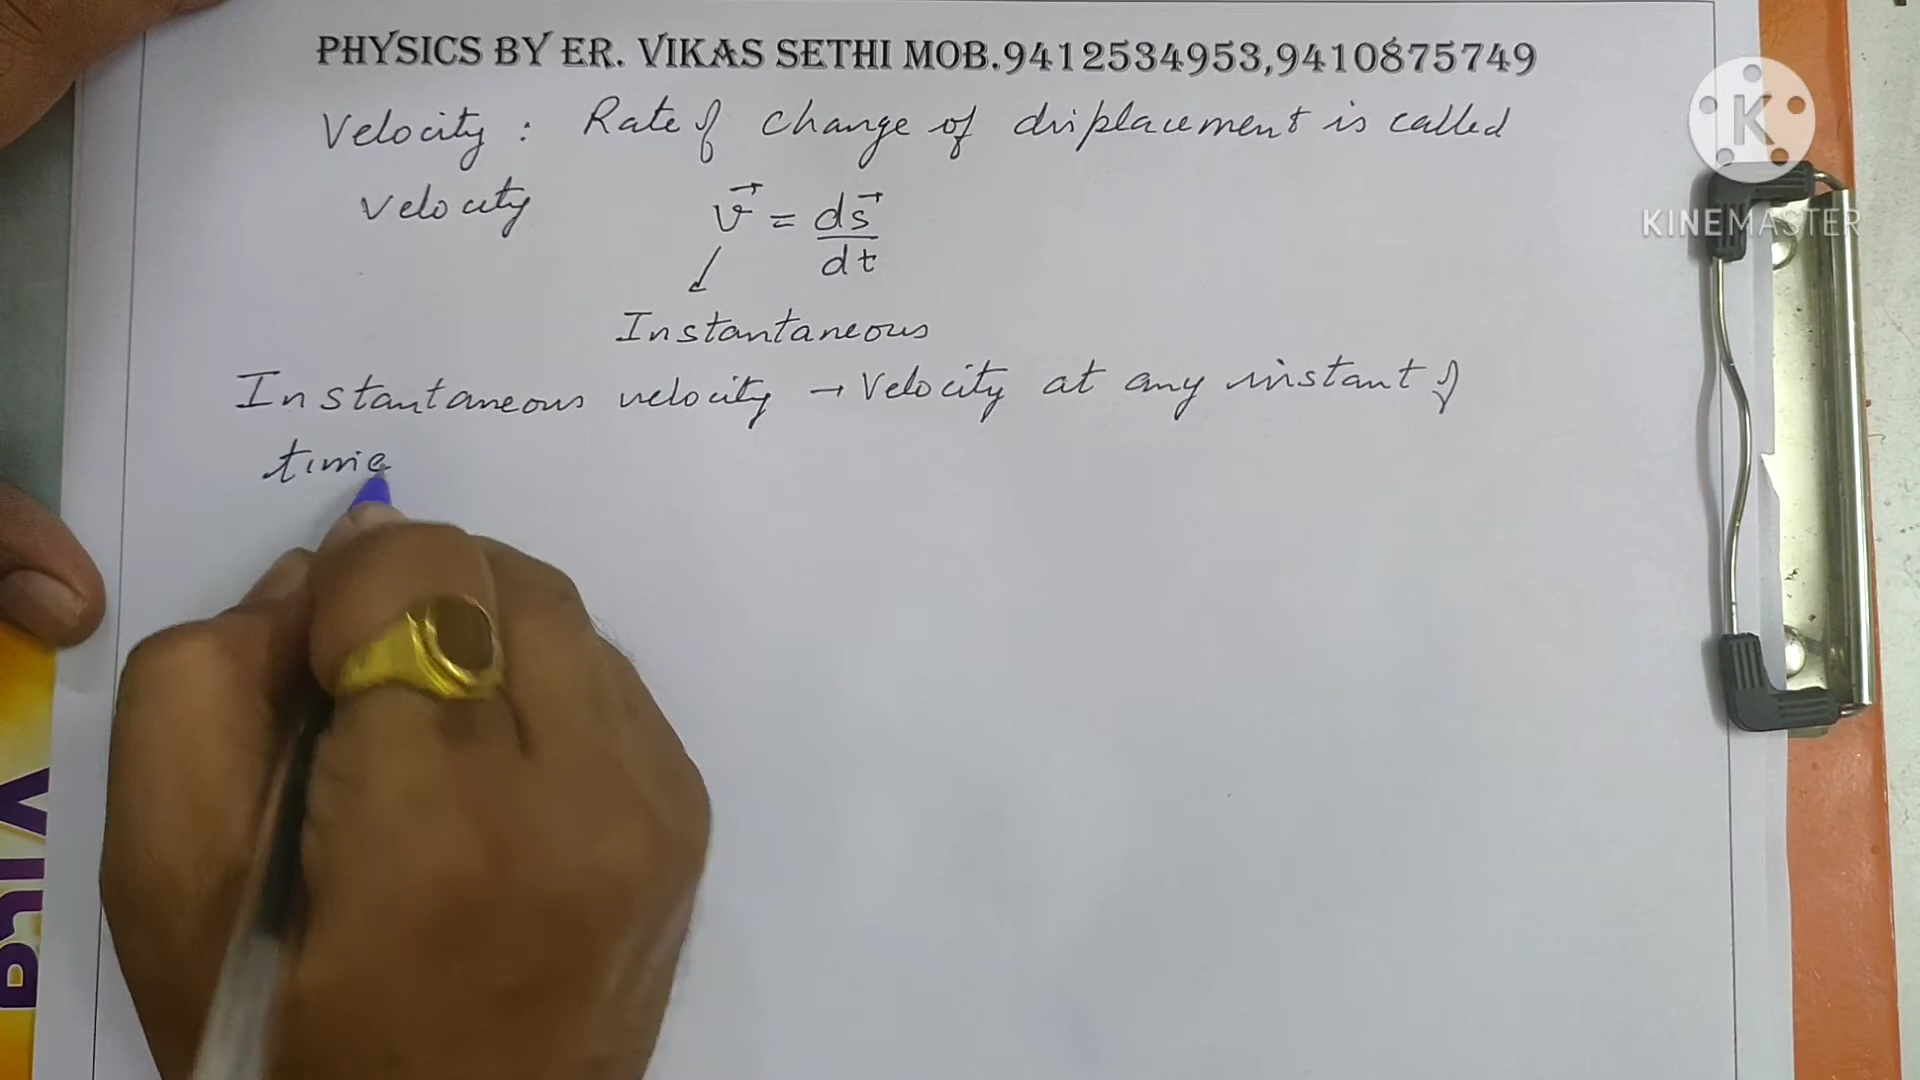 PHYSICS BY ER. VIKAS SETHI MOB.9412534953,9410875749
K
KINEMASTER
Velocity : Rate of change of displacement is called
velocity v⃗ = ds⃗/dt
Instantaneous
Instantaneous velocity → Velocity at any instant of
time